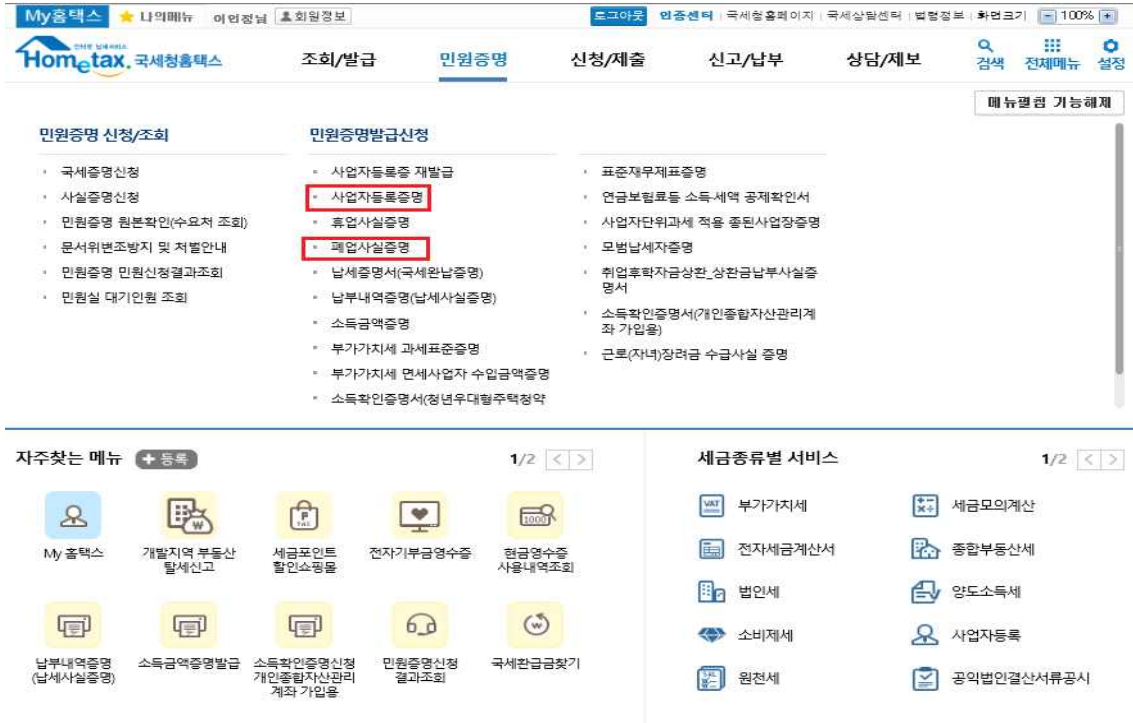 My홈택스 나의메뉴 이인정님 회원정보 로그아웃 인증센터 국세청홈페이지 국세상담센터 법령정보 화면크기 100%
Hometax. 국세청홈택스 조회/발급 민원증명 신청/제출 신고/납부 상담/제보 검색 전체메뉴 설정
메뉴펼침 기능해제
민원증명 신청/조회
국세증명신청
사실증명신청
민원증명 원본확인(수요처 조회)
문서위변조방지 및 처벌안내
민원증명 민원신청결과조회
민원실 대기인원 조회
민원증명발급신청
사업자등록증 재발급
사업자등록증명
휴업사실증명
폐업사실증명
납세증명서(국세완납증명)
납부내역증명(납세사실증명)
소득금액증명
부가가치세 과세표준증명
부가가치세 면세사업자 수입금액증명
소득확인증명서(청년우대형주택청약
표준재무제표증명
연금보험료등 소득·세액 공제확인서
사업자단위과세 적용 종된사업장증명
모범납세자증명
취업후학자금상환_상환금납부사실증
명서
소득확인증명서(개인종합자산관리계
좌 가입용)
근로(자녀)장려금 수급사실 증명
자주찾는 메뉴 + 등록 1/2
My 홈택스
개발지역 부동산
탈세신고
세금포인트
할인쇼핑몰
전자기부금영수증
현금영수증
사용내역조회
납부내역증명
(납세사실증명)
소득금액증명발급
소득확인증명신청
개인종합자산관리
계좌 가입용
민원증명신청
결과조회
국세환급금찾기
세금종류별 서비스 1/2
부가가치세
세금모의계산
전자세금계산서
종합부동산세
법인세
양도소득세
소비제세
사업자등록
원천세
공익법인결산서류공시